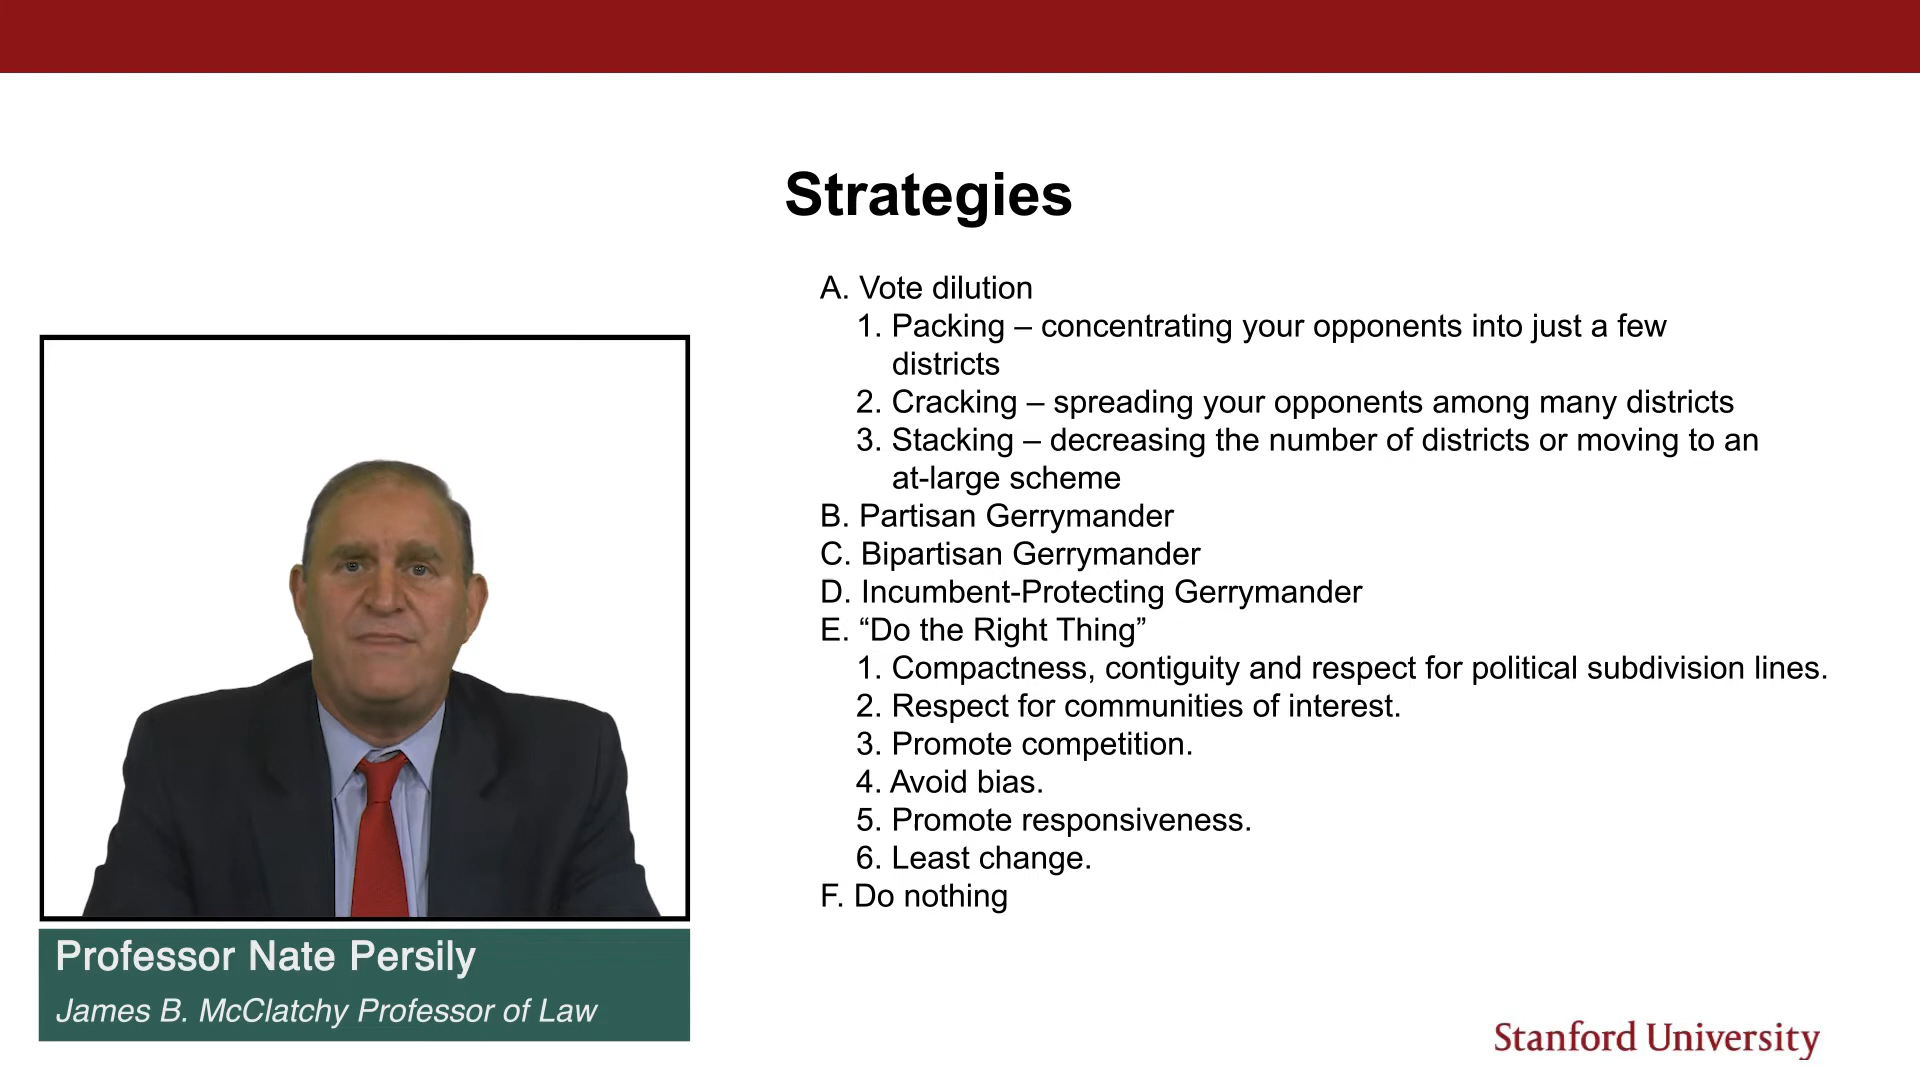 Strategies
A. Vote dilution
1. Packing – concentrating your opponents into just a few
districts
2. Cracking – spreading your opponents among many districts
3. Stacking – decreasing the number of districts or moving to an
at-large scheme
B. Partisan Gerrymander
C. Bipartisan Gerrymander
D. Incumbent-Protecting Gerrymander
E. “Do the Right Thing”
1. Compactness, contiguity and respect for political subdivision lines.
2. Respect for communities of interest.
3. Promote competition.
4. Avoid bias.
5. Promote responsiveness.
6. Least change.
F. Do nothing
Professor Nate Persily
James B. McClatchy Professor of Law
Stanford University